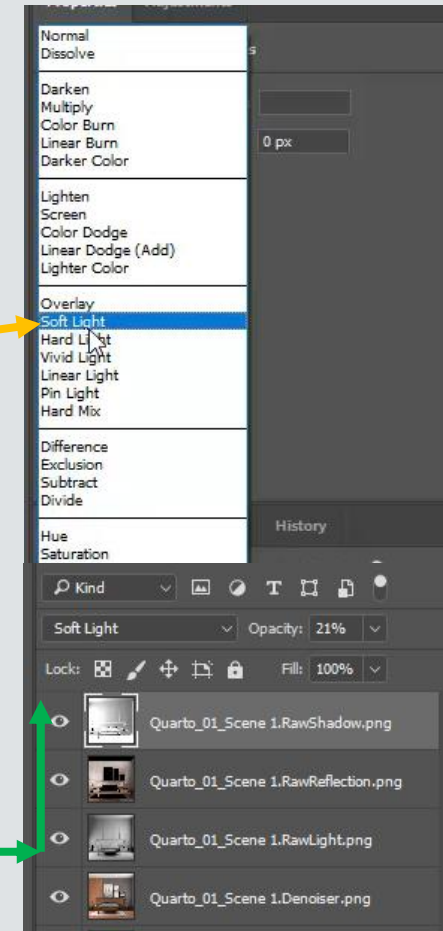 Normal
Dissolve
s
Darken
Multiply
Color Burn
Linear Burn
Darker Color
0 px
Lighten
Screen
Color Dodge
Linear Dodge (Add)
Lighter Color
Overlay
Soft Light
Hard Light
Vivid Light
Linear Light
Pin Light
Hard Mix
Difference
Exclusion
Subtract
Divide
Hue
Saturation
History
Kind
Soft Light Opacity: 21%
Lock: Fill: 100%
Quarto_01_Scene 1.RawShadow.png
Quarto_01_Scene 1.RawReflection.png
Quarto_01_Scene 1.RawLight.png
Quarto_01_Scene 1.Denoiser.png